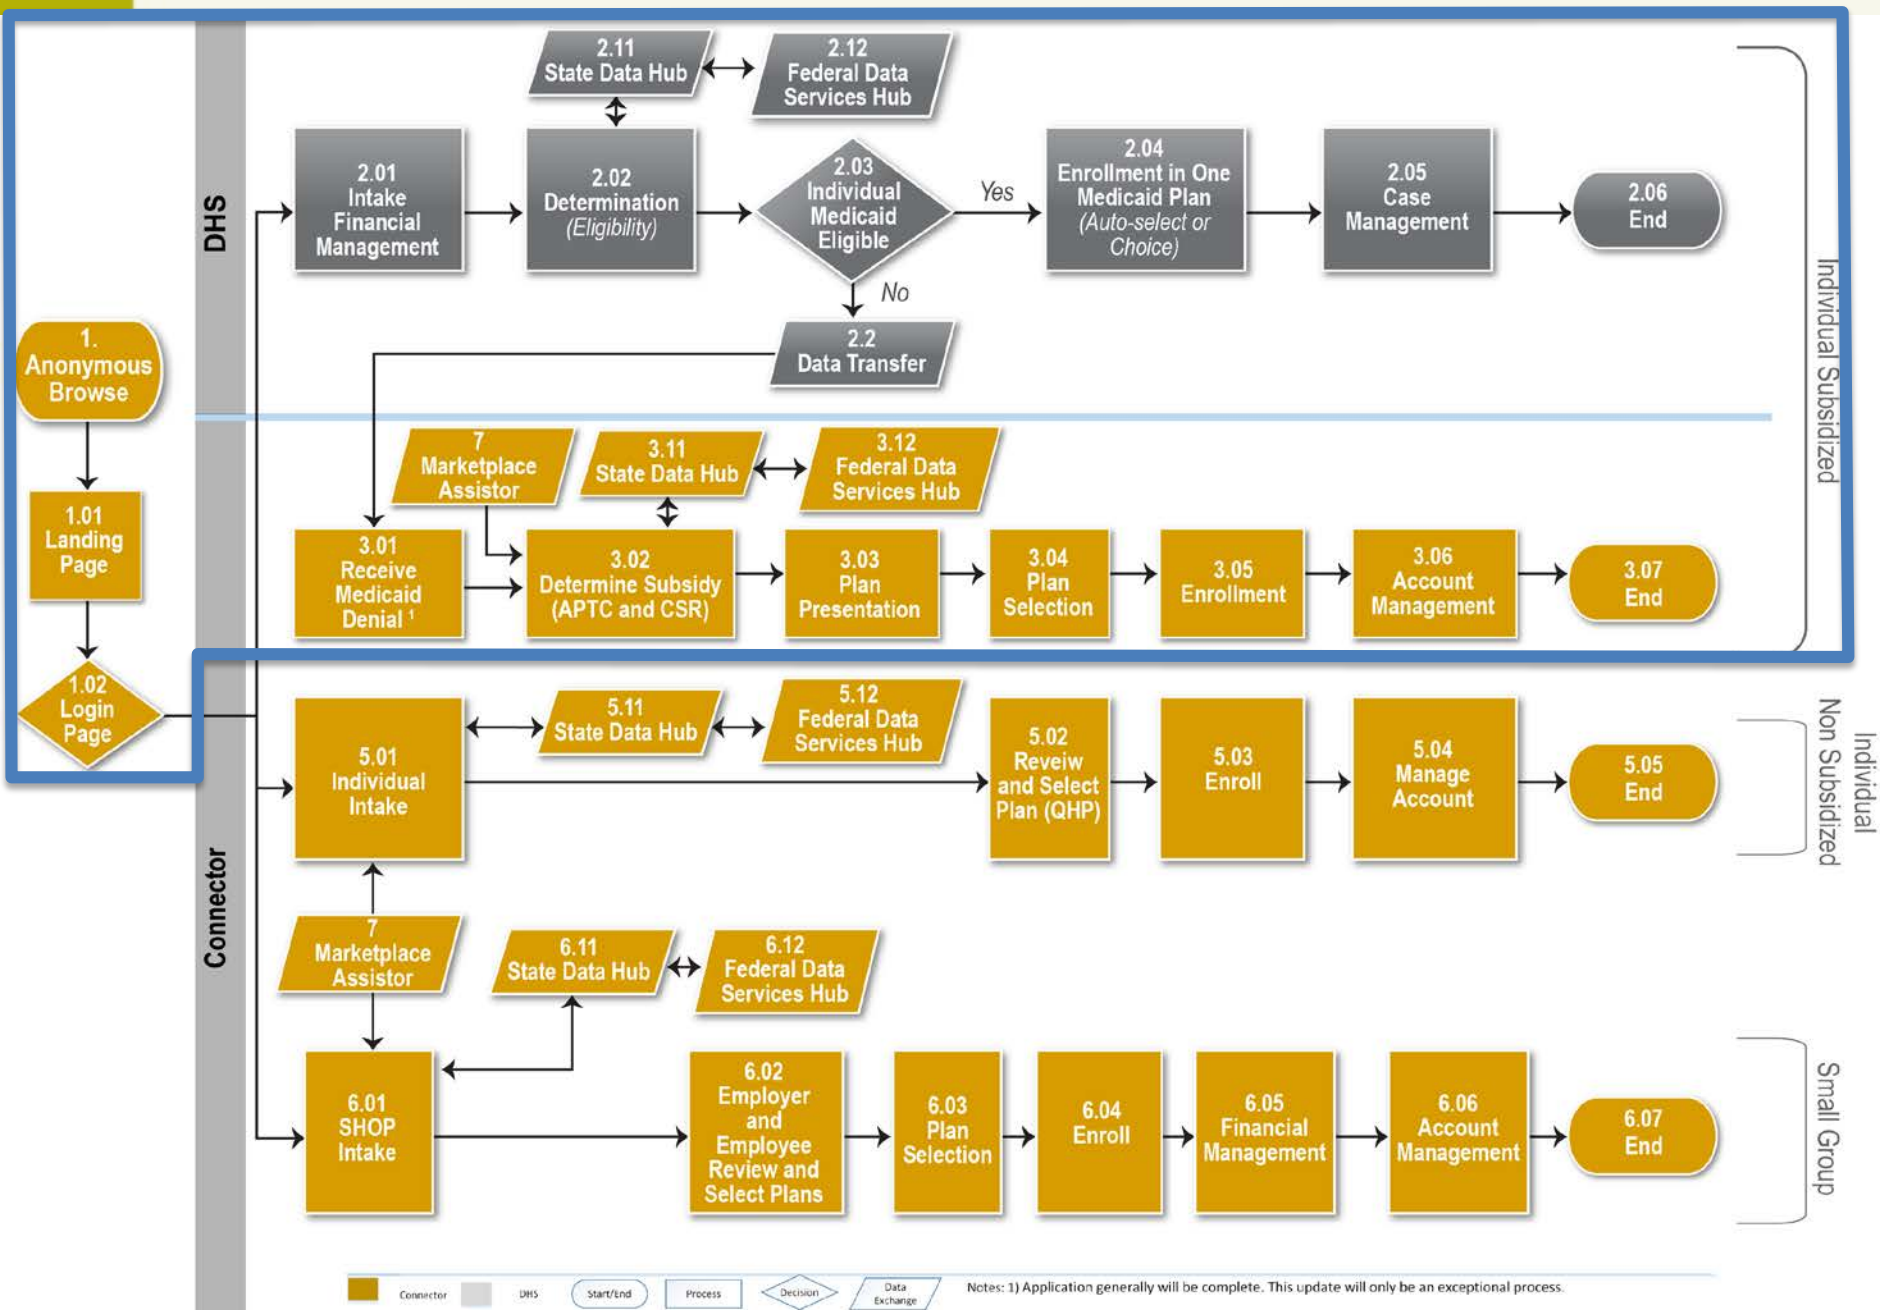 2.11
State Data Hub
2.12
Federal Data
Services Hub
DHS
2.01
Intake
Financial
Management
2.02
Determination
(Eligibility)
2.03
Individual
Medicaid
Eligible
Yes
2.04
Enrollment in One
Medicaid Plan
(Auto-select or
Choice)
2.05
Case
Management
2.06
End
No
2.2
Data Transfer
Individual Subsidized
1.
Anonymous
Browse
1.01
Landing
Page
1.02
Login
Page
7
Marketplace
Assistor
3.11
State Data Hub
3.12
Federal Data
Services Hub
3.01
Receive
Medicaid
Denial 1
3.02
Determine Subsidy
(APTC and CSR)
3.03
Plan
Presentation
3.04
Plan
Selection
3.05
Enrollment
3.06
Account
Management
3.07
End
Connector
5.01
Individual
Intake
5.11
State Data Hub
5.12
Federal Data
Services Hub
5.02
Reveiw
and Select
Plan (QHP)
5.03
Enroll
5.04
Manage
Account
5.05
End
Individual
Non Subsidized
7
Marketplace
Assistor
6.11
State Data Hub
6.12
Federal Data
Services Hub
6.01
SHOP
Intake
6.02
Employer
and
Employee
Review and
Select Plans
6.03
Plan
Selection
6.04
Enroll
6.05
Financial
Management
6.06
Account
Management
6.07
End
Small Group
Connector
DHS
Start/End
Process
Decision
Data
Exchange
Notes: 1) Application generally will be complete. This update will only be an exceptional process.